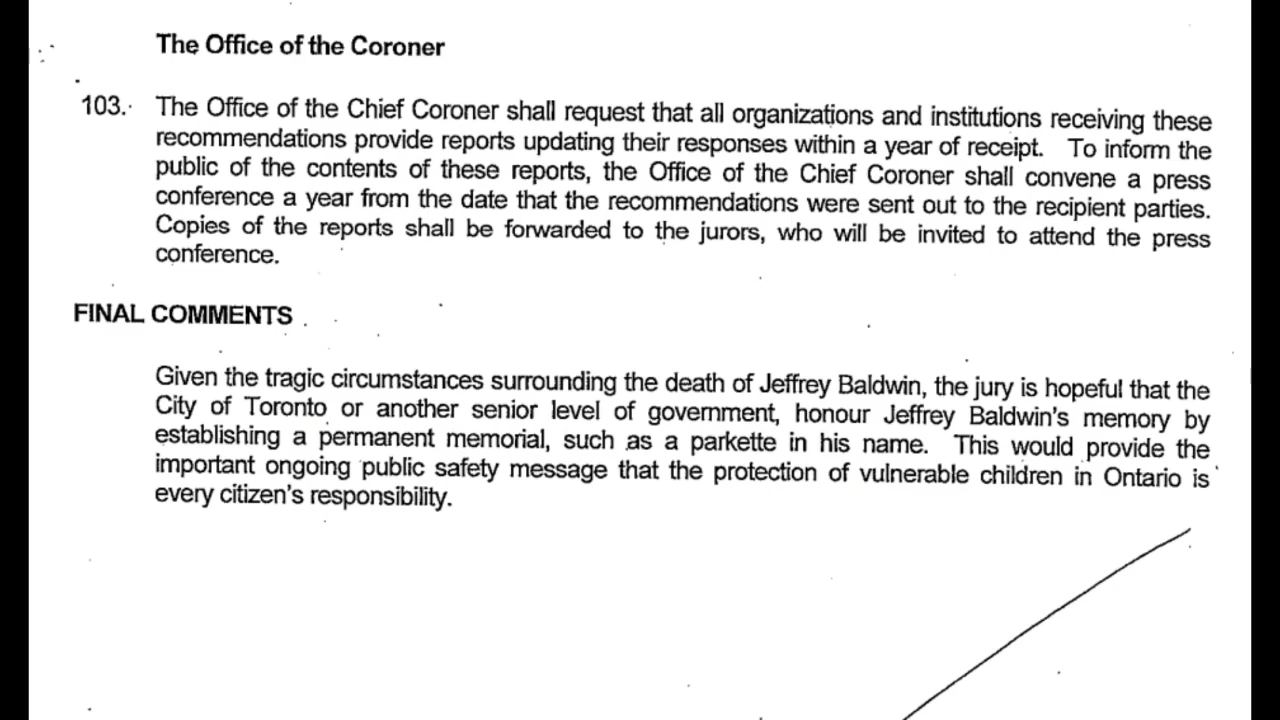 The Office of the Coroner
103. The Office of the Chief Coroner shall request that all organizations and institutions receiving these
recommendations provide reports updating their responses within a year of receipt. To inform the
public of the contents of these reports, the Office of the Chief Coroner shall convene a press
conference a year from the date that the recommendations were sent out to the recipient parties.
Copies of the reports shall be forwarded to the jurors, who will be invited to attend the press
conference.
FINAL COMMENTS
Given the tragic circumstances surrounding the death of Jeffrey Baldwin, the jury is hopeful that the
City of Toronto or another senior level of government, honour Jeffrey Baldwin's memory by
establishing a permanent memorial, such as a parkette in his name. This would provide the
important ongoing public safety message that the protection of vulnerable children in Ontario is
every citizen's responsibility.